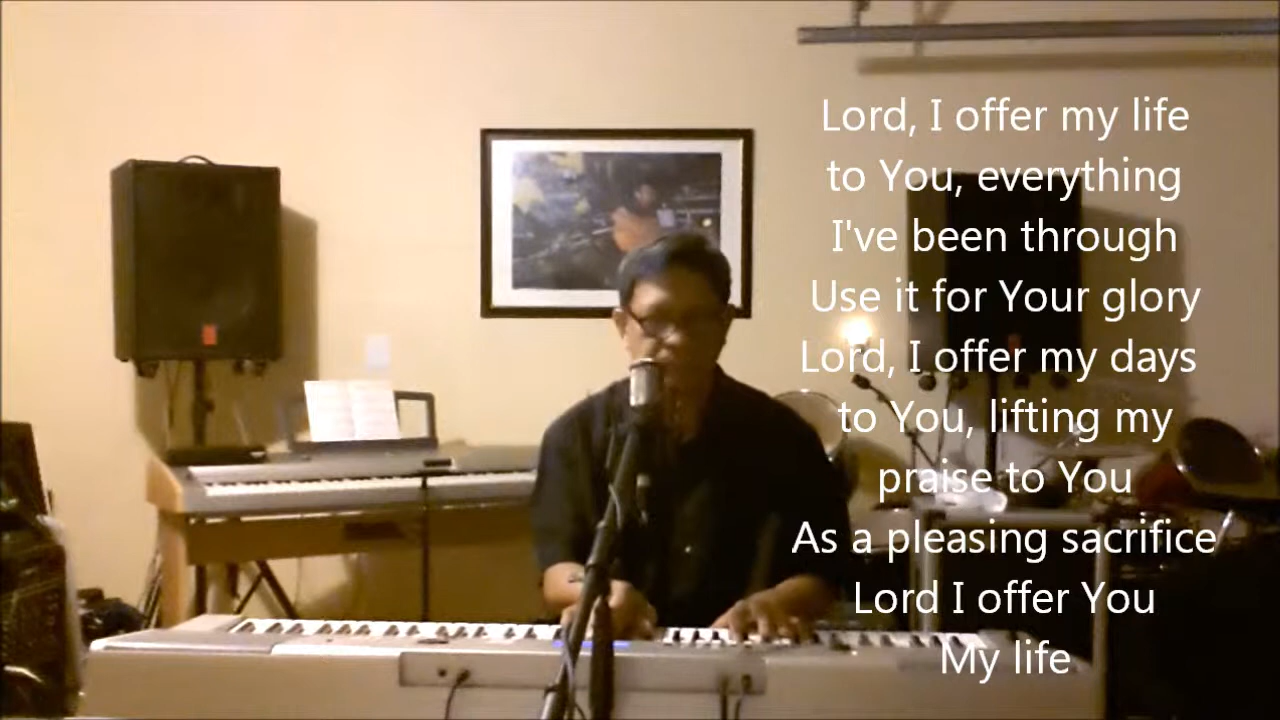 Lord, I offer my life
to You, everything
I've been through
Use it for Your glory
Lord, I offer my days
to You, lifting my
praise to You
As a pleasing sacrifice
Lord I offer You
My life